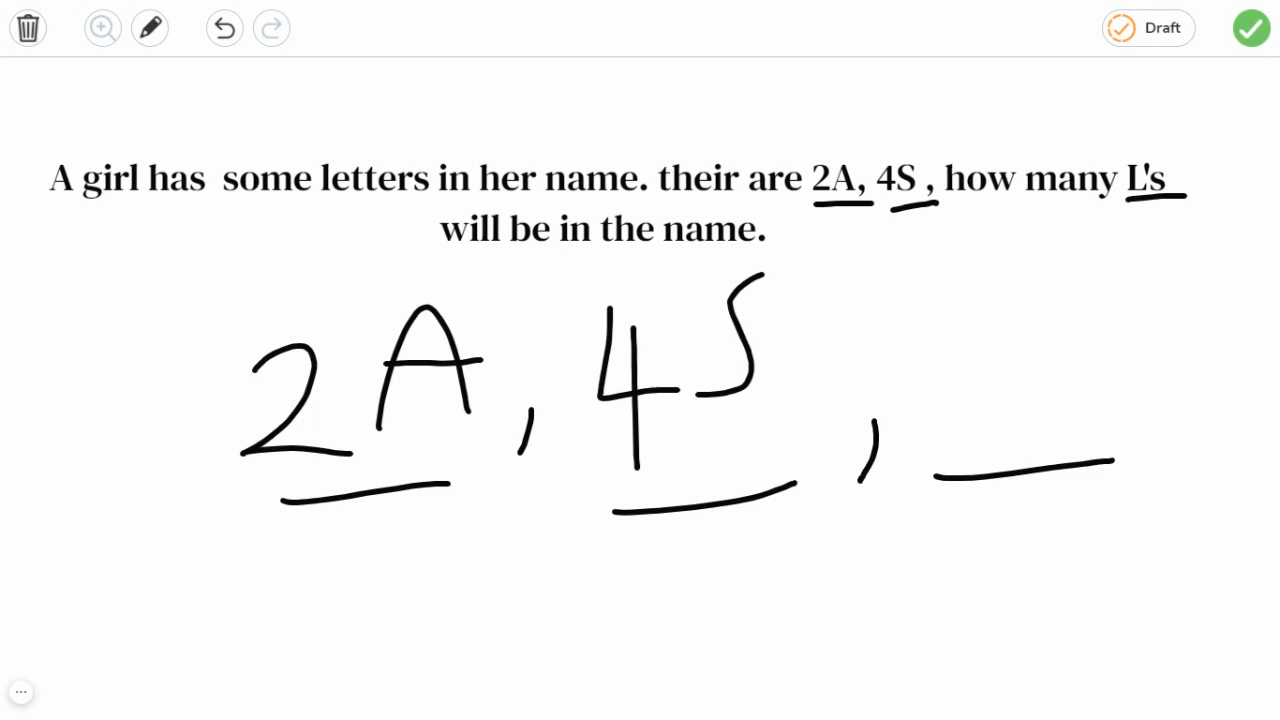 Draft
A girl has some letters in her name. their are 2A, 4S , how many L's
will be in the name.
2A, 4S, ___